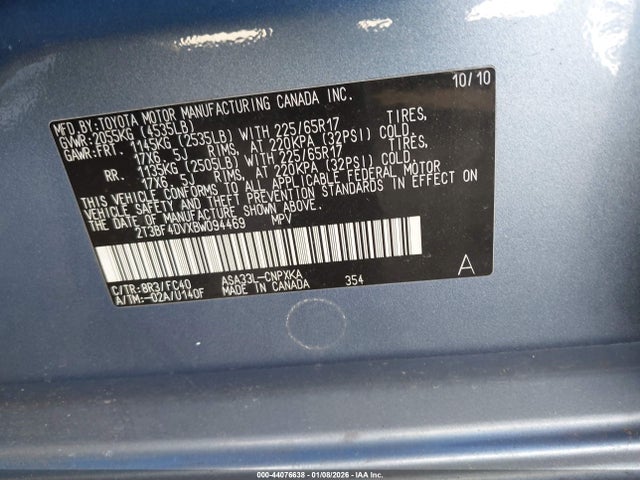 MFD.BY:TOYOTA MOTOR MANUFACTURING CANADA INC. 10/10
GVWR:2055KG (4535LB)
GAWR:FRT. 1145KG (2535LB) WITH 225/65R17 TIRES,
17X6.5J RIMS, AT 220KPA (32PSI) COLD.
RR. 1135KG (2505LB) WITH 225/65R17 TIRES,
17X6.5J RIMS, AT 220KPA (32PSI) COLD.
THIS VEHICLE CONFORMS TO ALL APPLICABLE FEDERAL MOTOR
VEHICLE SAFETY AND THEFT PREVENTION STANDARDS IN EFFECT ON
THE DATE OF MANUFACTURE SHOWN ABOVE.
2T3BF4DVXBW094469 MPV
C/TR:8R3/FC40 ASA33L-CNPXKA
A/TM:-02A/U140F MADE IN CANADA 354 A
000-44076638 - 01/08/2026 - IAA Inc.